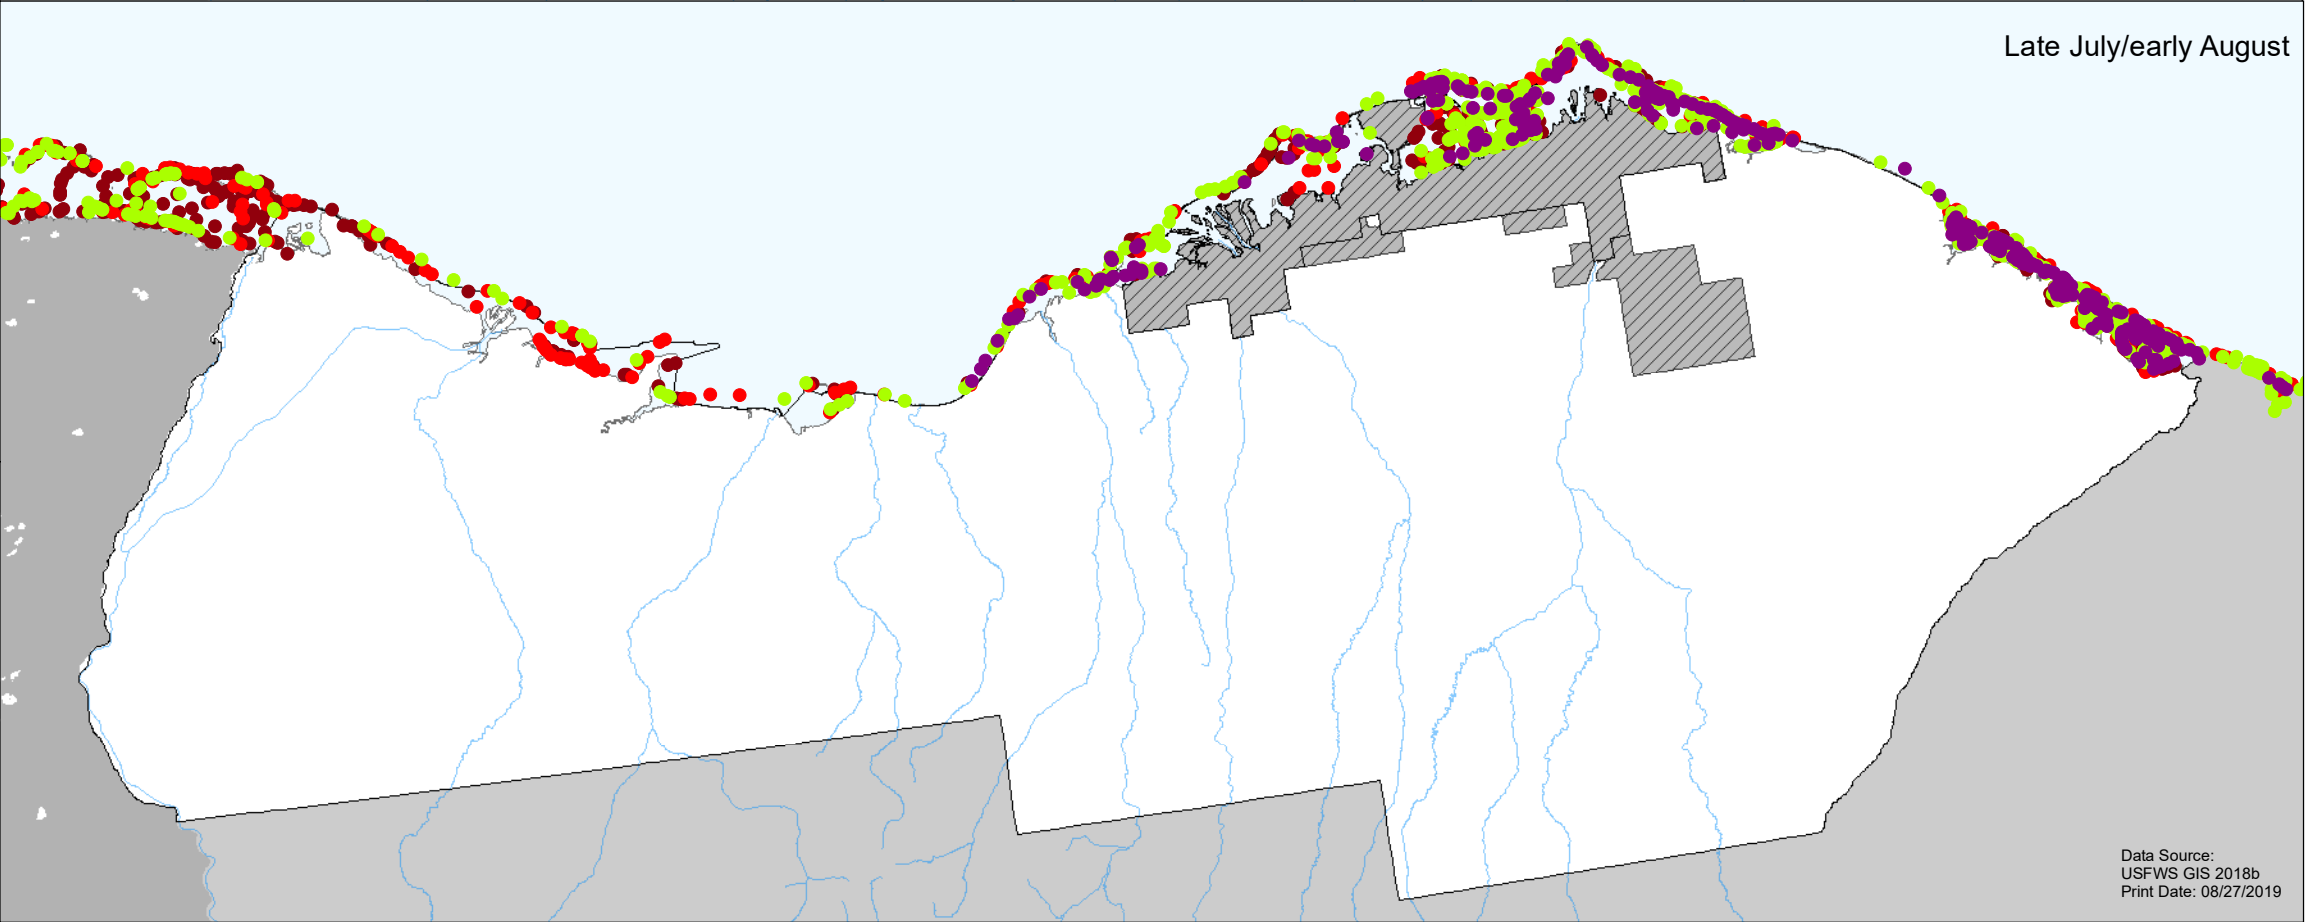 Late July/early August
Data Source:
USFWS GIS 2018b
Print Date: 08/27/2019